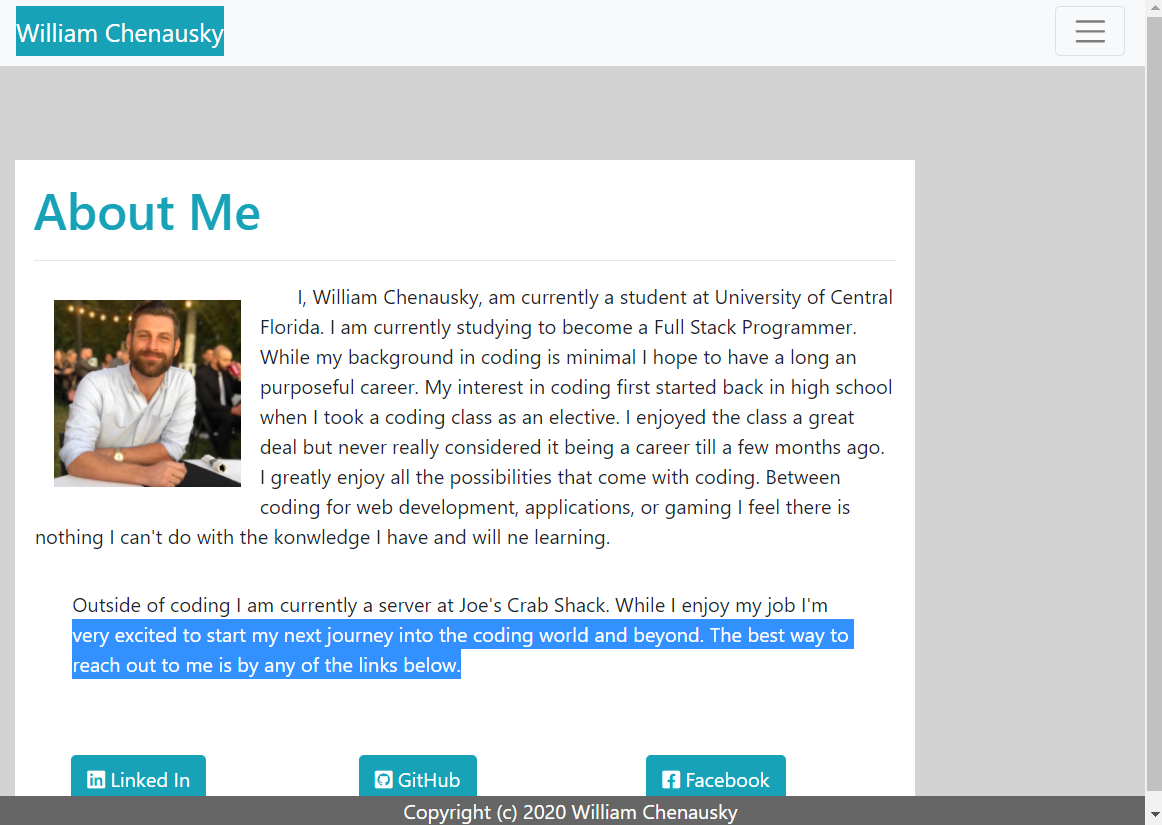 William Chenausky
About Me
I, William Chenausky, am currently a student at University of Central
Florida. I am currently studying to become a Full Stack Programmer.
While my background in coding is minimal I hope to have a long an
purposeful career. My interest in coding first started back in high school
when I took a coding class as an elective. I enjoyed the class a great
deal but never really considered it being a career till a few months ago.
I greatly enjoy all the possibilities that come with coding. Between
coding for web development, applications, or gaming I feel there is
nothing I can't do with the konwledge I have and will ne learning.
Outside of coding I am currently a server at Joe's Crab Shack. While I enjoy my job I'm
very excited to start my next journey into the coding world and beyond. The best way to
reach out to me is by any of the links below.
Linked In
GitHub
Facebook
Copyright (c) 2020 William Chenausky